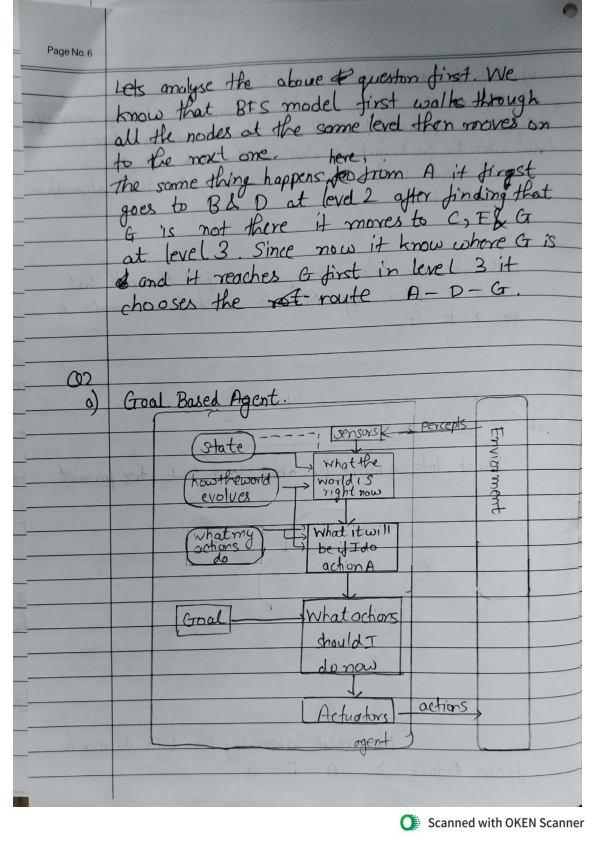 Page No. 6
Lets analyse the above queston first. We
know that BFS model first walks through
all the nodes at the same level then moves on
to the next one.
The same thing happens here, from A it firgst
goes to B & D at level 2 after finding that
G is not there it moves to C, E & G
at level 3. Since now it know where G is
and it reaches G first in level 3 it
chooses the route A - D - G.
Q2
a) Goal Based Agent.
sensors
percepts
Environment
state
what the
world is
right now
how the world
evolves
what my
actions
do
What it will
be if I do
action A
Goal
What actions
should I
do now
Actuators
actions
agent
Scanned with OKEN Scanner